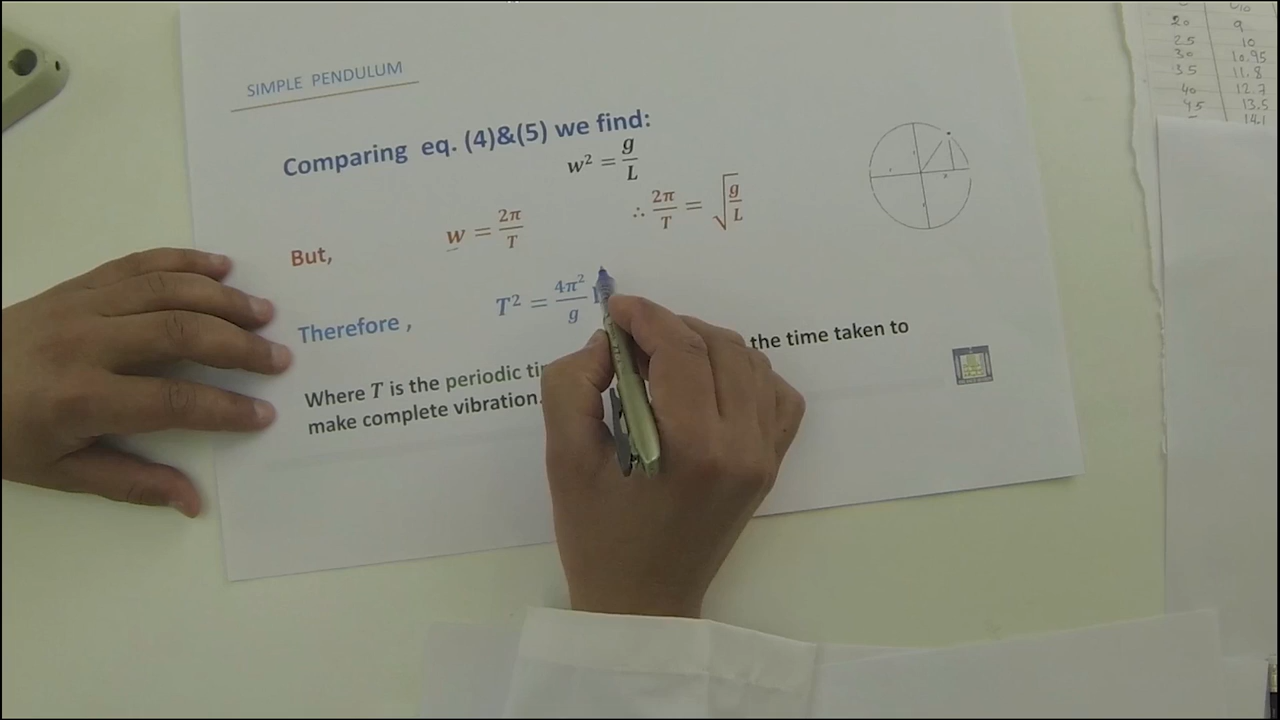 SIMPLE PENDULUM
Comparing eq. (4)&(5) we find:
w² = g/L
But, w = 2π/T ∴ 2π/T = √(g/L)
Therefore , T² = 4π²/g
Where T is the periodic the time taken to
make complete vibration.
20 9
25 10
30 10.95
35 11.8
40 12.7
45 13.5
14.1